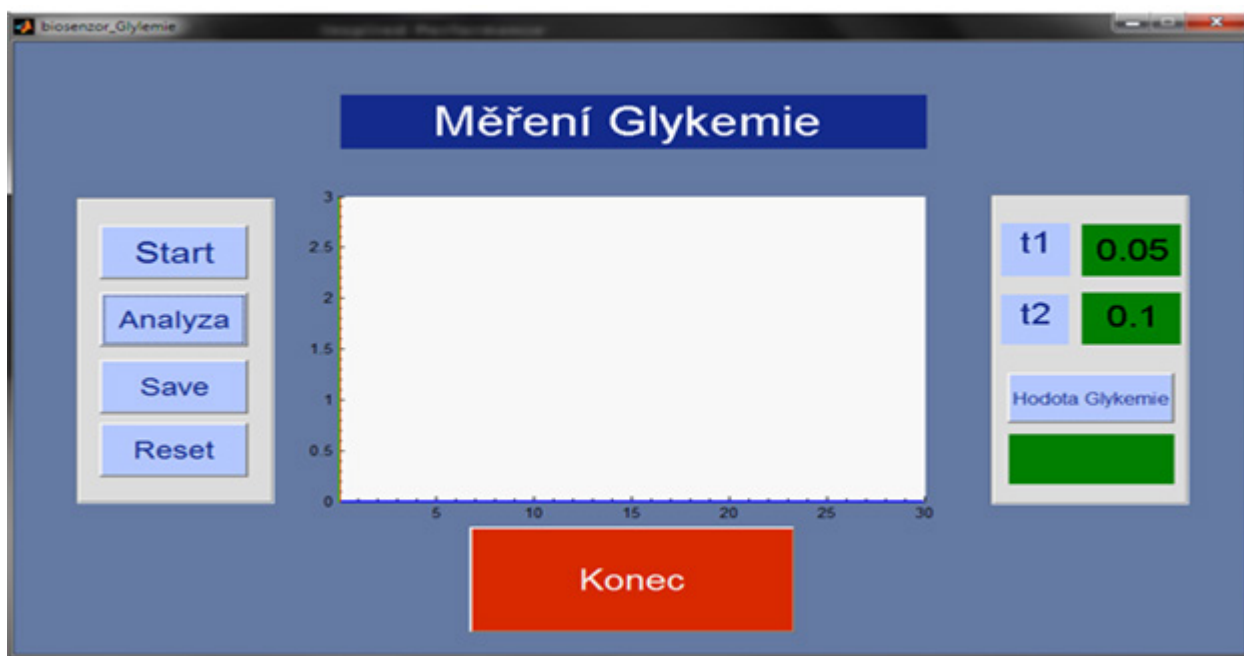 biosenzor_Glylemie
Měření Glykemie
Start
Analyza
Save
Reset
3
2.5
2
1.5
1
0.5
0
5 10 15 20 25 30
t1 0.05
t2 0.1
Hodota Glykemie
Konec